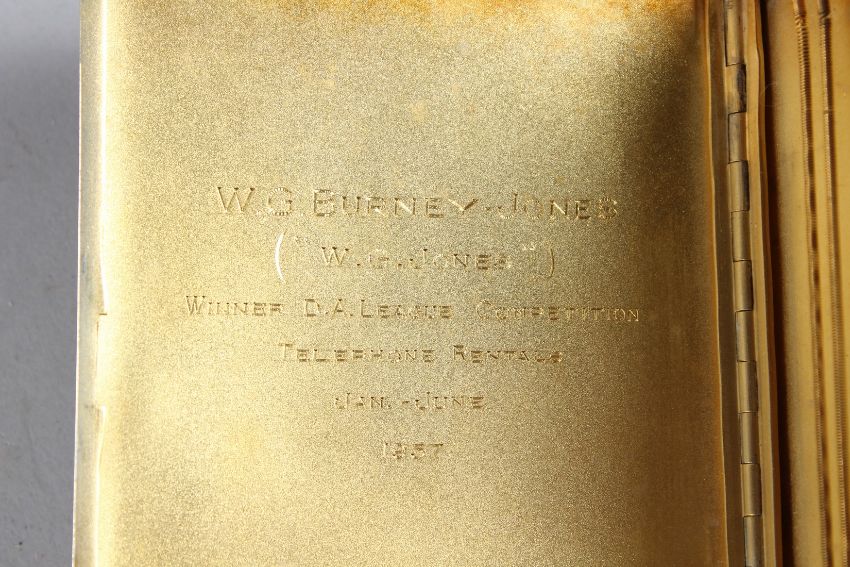 W.G. BURNEY-JONES
("W.G. JONES")
WINNER D.A. LEAGUE COMPETITION
TELEPHONE RENTALS
JAN.-JUNE
1957